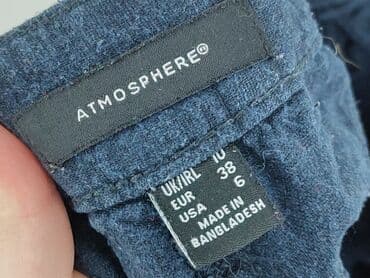 ATMOSPHERE®
UK/IRL 10
EUR 38
USA 6
MADE IN
BANGLADESH